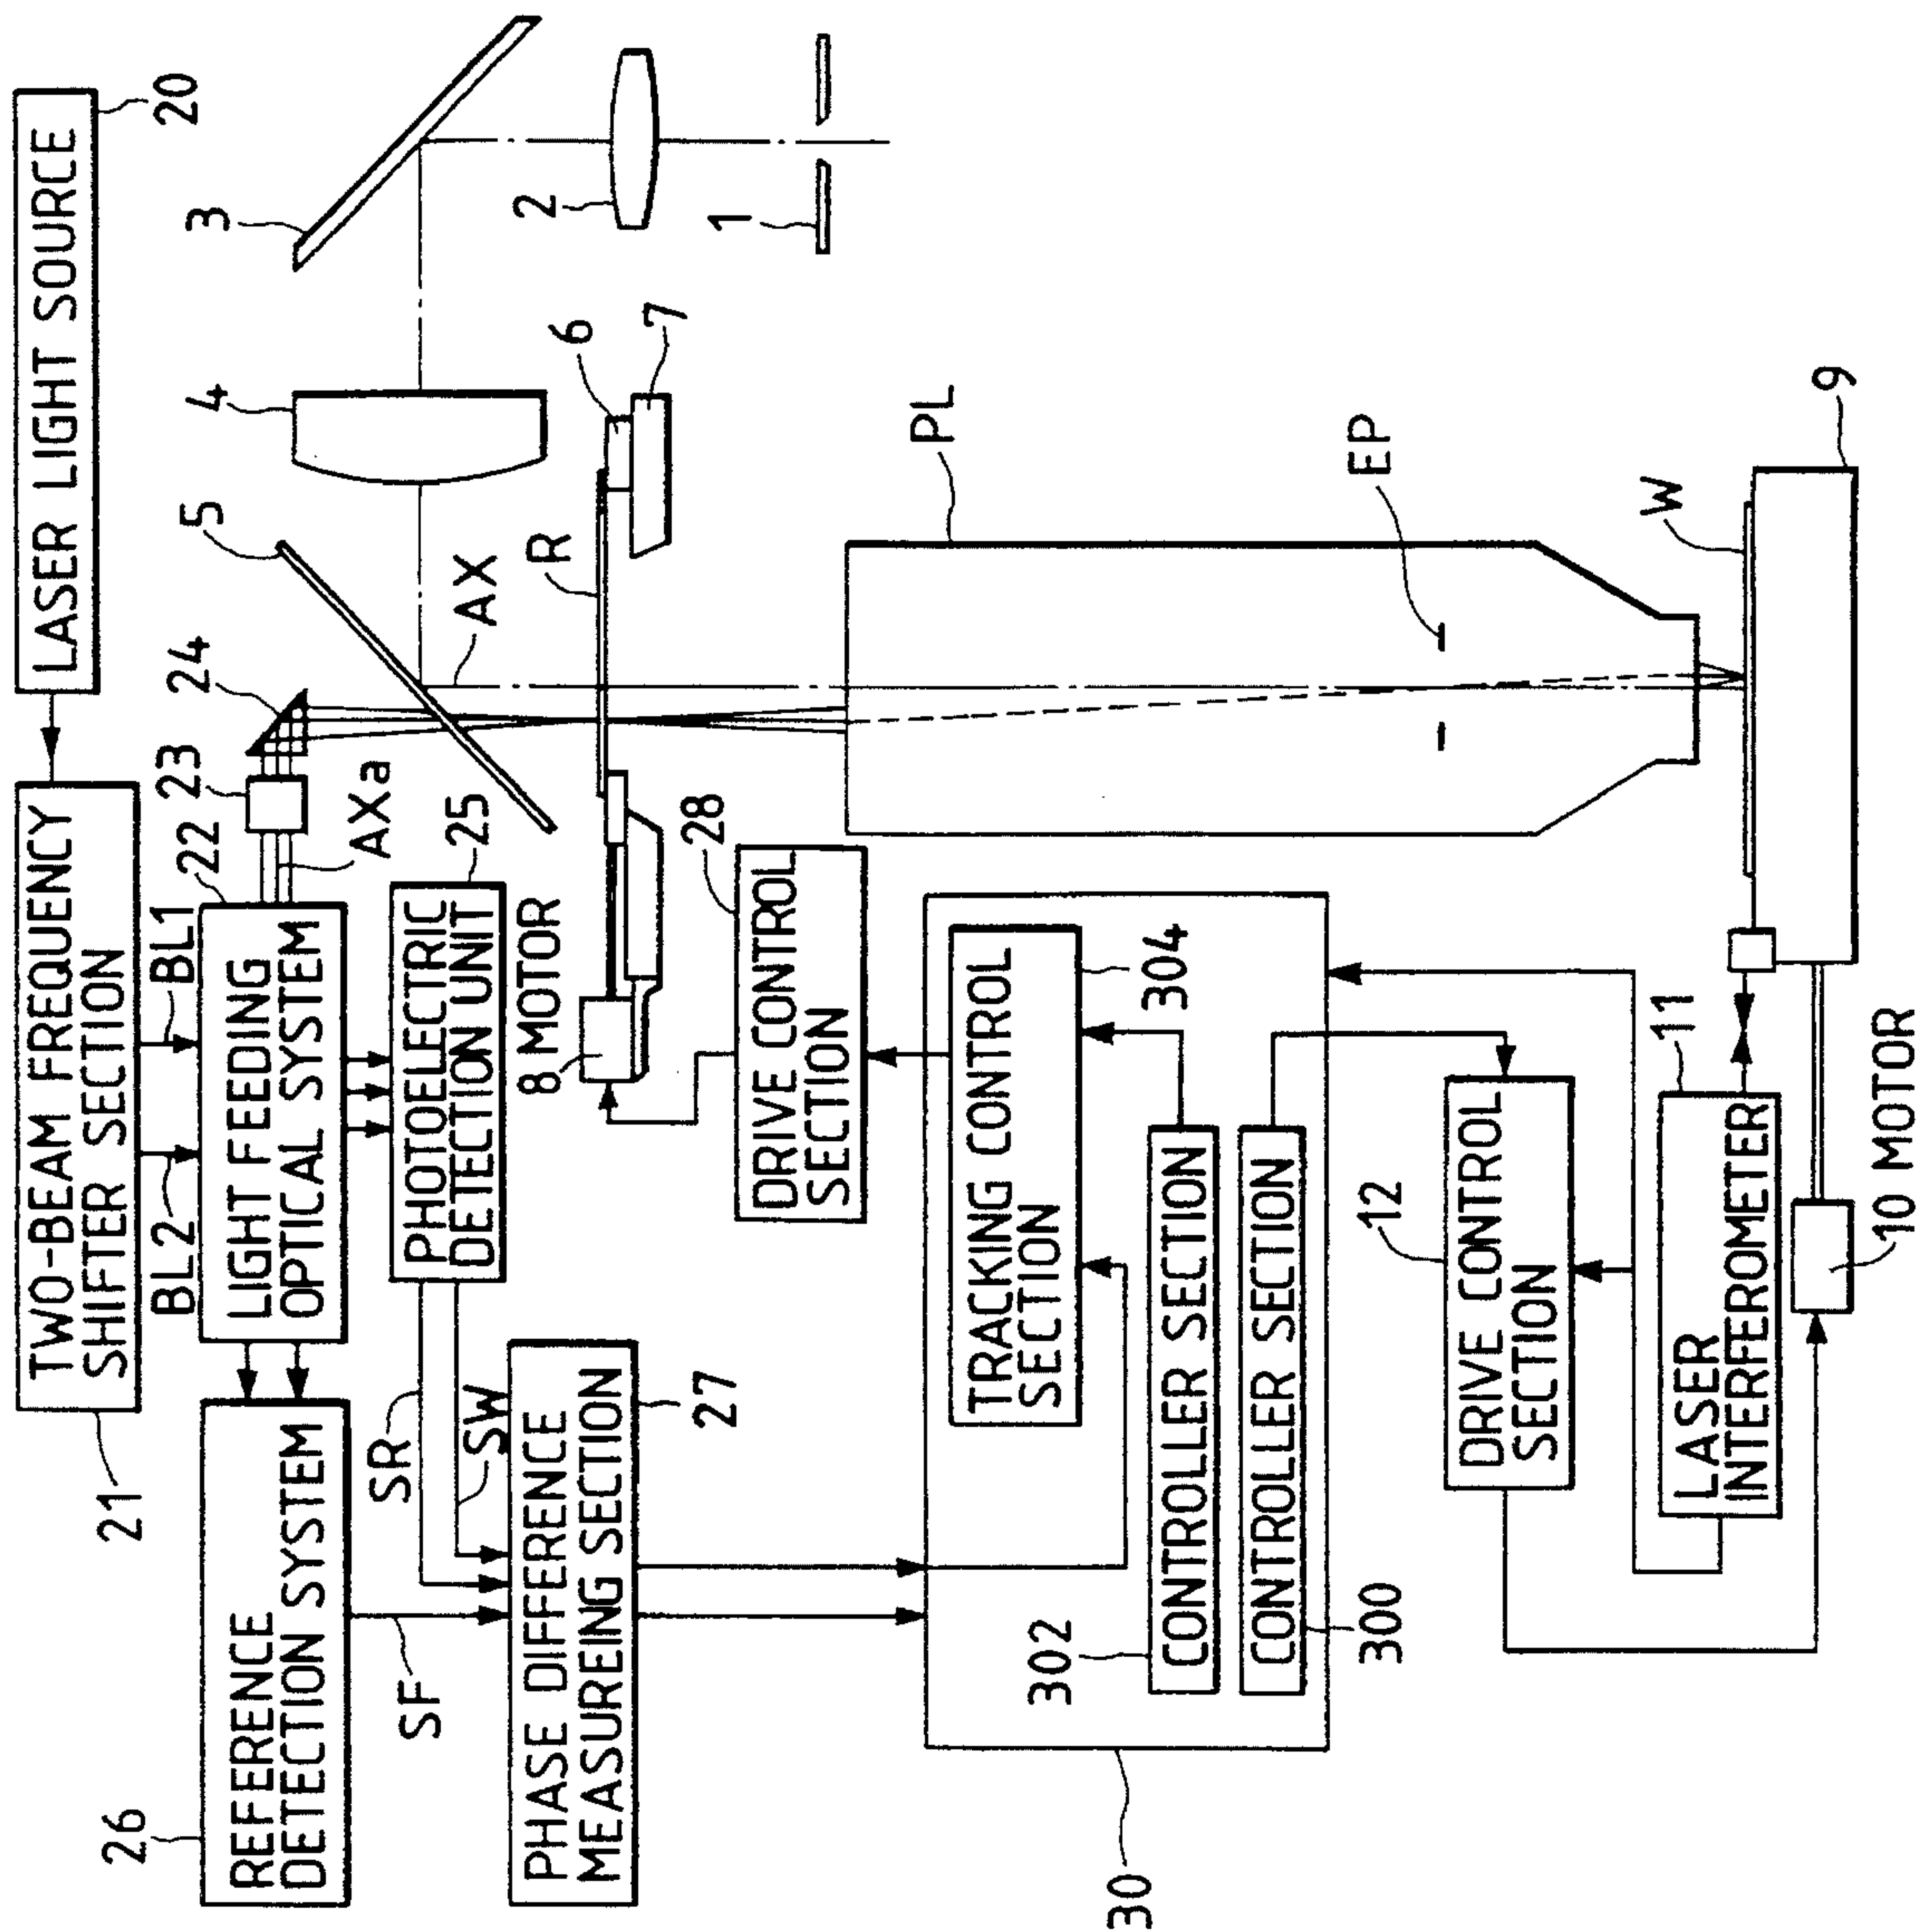 LASER LIGHT SOURCE
20
TWO-BEAM FREQUENCY
SHIFTER SECTION
21
BL1
BL2
22
LIGHT FEEDING
OPTICAL SYSTEM
23
24
AXa
5
4
3
2
1
26
REFERENCE
DETECTION SYSTEM
25
PHOTOELECTRIC
DETECTION UNIT
SR
SW
SF
PHASE DIFFERENCE
MEASURING SECTION
27
8 MOTOR
AX
R
6
7
28
DRIVE CONTROL
SECTION
PL
EP
TRACKING CONTROL
SECTION
304
302
CONTROLLER SECTION
CONTROLLER SECTION
300
30
12
DRIVE CONTROL
SECTION
11
LASER
INTERFEROMETER
10 MOTOR
W
9